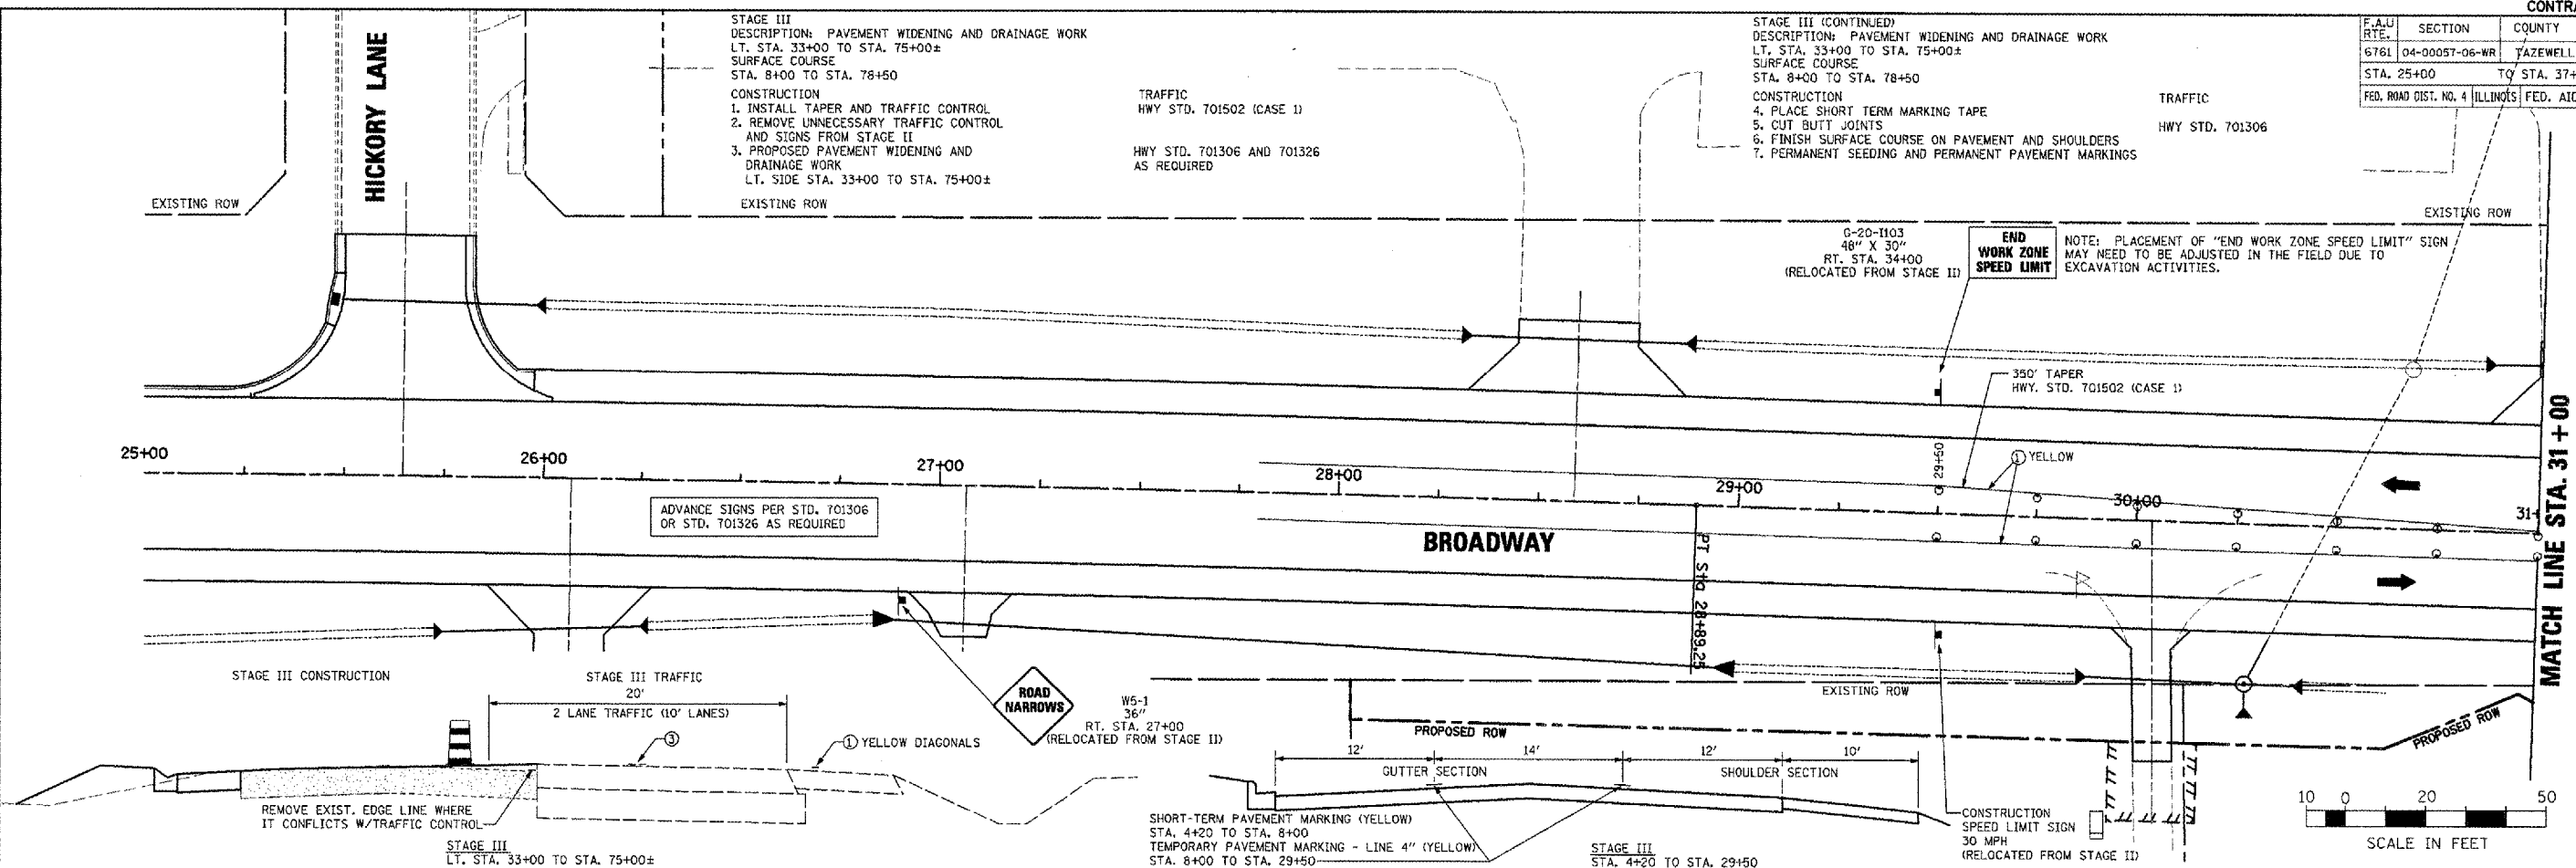 CONTRA
F.A.U RTE. SECTION COUNTY
6761 04-00057-06-WR TAZEWELL
STA. 25+00 TO STA. 37+
FED. ROAD DIST. NO. 4 ILLINOIS FED. AID
STAGE III
DESCRIPTION: PAVEMENT WIDENING AND DRAINAGE WORK
LT. STA. 33+00 TO STA. 75+00±
SURFACE COURSE
STA. 8+00 TO STA. 78+50
CONSTRUCTION TRAFFIC
1. INSTALL TAPER AND TRAFFIC CONTROL HWY STD. 701502 (CASE 1)
2. REMOVE UNNECESSARY TRAFFIC CONTROL
AND SIGNS FROM STAGE II
3. PROPOSED PAVEMENT WIDENING AND HWY STD. 701306 AND 701326
DRAINAGE WORK AS REQUIRED
LT. SIDE STA. 33+00 TO STA. 75+00±
STAGE III (CONTINUED)
DESCRIPTION: PAVEMENT WIDENING AND DRAINAGE WORK
LT. STA. 33+00 TO STA. 75+00±
SURFACE COURSE
STA. 8+00 TO STA. 78+50
CONSTRUCTION TRAFFIC
4. PLACE SHORT TERM MARKING TAPE
5. CUT BUTT JOINTS HWY STD. 701306
6. FINISH SURFACE COURSE ON PAVEMENT AND SHOULDERS
7. PERMANENT SEEDING AND PERMANENT PAVEMENT MARKINGS
HICKORY LANE
EXISTING ROW
EXISTING ROW
EXISTING ROW
G-20-I103
48" X 30"
RT. STA. 34+00
(RELOCATED FROM STAGE II)
END
WORK ZONE
SPEED LIMIT
NOTE: PLACEMENT OF "END WORK ZONE SPEED LIMIT" SIGN
MAY NEED TO BE ADJUSTED IN THE FIELD DUE TO
EXCAVATION ACTIVITIES.
350' TAPER
HWY. STD. 701502 (CASE 1)
25+00
26+00
27+00
28+00
29+00
29+50
30+00
31+
1 YELLOW
MATCH LINE STA. 31+00
ADVANCE SIGNS PER STD. 701306
OR STD. 701326 AS REQUIRED
BROADWAY
PT Sta 28+89.25
STAGE III CONSTRUCTION
STAGE III TRAFFIC
20'
2 LANE TRAFFIC (10' LANES)
3
1 YELLOW DIAGONALS
REMOVE EXIST. EDGE LINE WHERE
IT CONFLICTS W/TRAFFIC CONTROL
STAGE III
LT. STA. 33+00 TO STA. 75+00±
ROAD
NARROWS
W5-1
36"
RT. STA. 27+00
(RELOCATED FROM STAGE II)
EXISTING ROW
PROPOSED ROW
PROPOSED ROW
12' 14' 12' 10'
GUTTER SECTION SHOULDER SECTION
SHORT-TERM PAVEMENT MARKING (YELLOW)
STA. 4+20 TO STA. 8+00
TEMPORARY PAVEMENT MARKING - LINE 4" (YELLOW)
STA. 8+00 TO STA. 29+50
STAGE III
STA. 4+20 TO STA. 29+50
CONSTRUCTION
SPEED LIMIT SIGN
30 MPH
(RELOCATED FROM STAGE II)
10 0 20 50
SCALE IN FEET